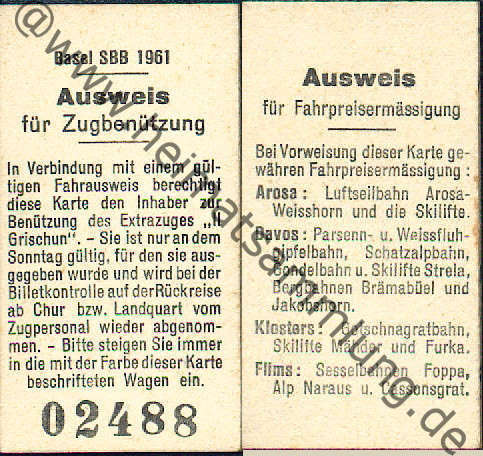 Basel SBB 1961
Ausweis
für Zugbenützung
In Verbindung mit einem gül-
tigen Fahrausweis berechtigt
diese Karte den Inhaber zur
Benützung des Extrazuges „Il
Grischun". – Sie ist nur an dem
Sonntag gültig, für den sie aus-
gegeben wurde und wird bei der
Billetkontrolle auf der Rückreise
ab Chur bzw. Landquart vom
Zugpersonal wieder abgenom-
men. – Bitte steigen Sie immer
in die mit der Farbe dieser Karte
beschrifteten Wagen ein.
02488
Ausweis
für Fahrpreisermässigung
Bei Vorweisung dieser Karte ge-
währen Fahrpreisermässigung :
Arosa : Luftseilbahn Arosa-
Weisshorn und die Skilifte.
Davos : Parsenn- u. Weissfluh-
gipfelbahn, Schatzalpbahn,
Gondelbahn u. Skilifte Strela,
Bergbahnen Brämabüel und
Jakobshorn.
Klosters : Gotschnagratbahn,
Skilifte Mälder und Furka.
Flims : Sesselbahnen Foppa,
Alp Naraus u. Cassonsgrat.
@www.heimatsammlung.de